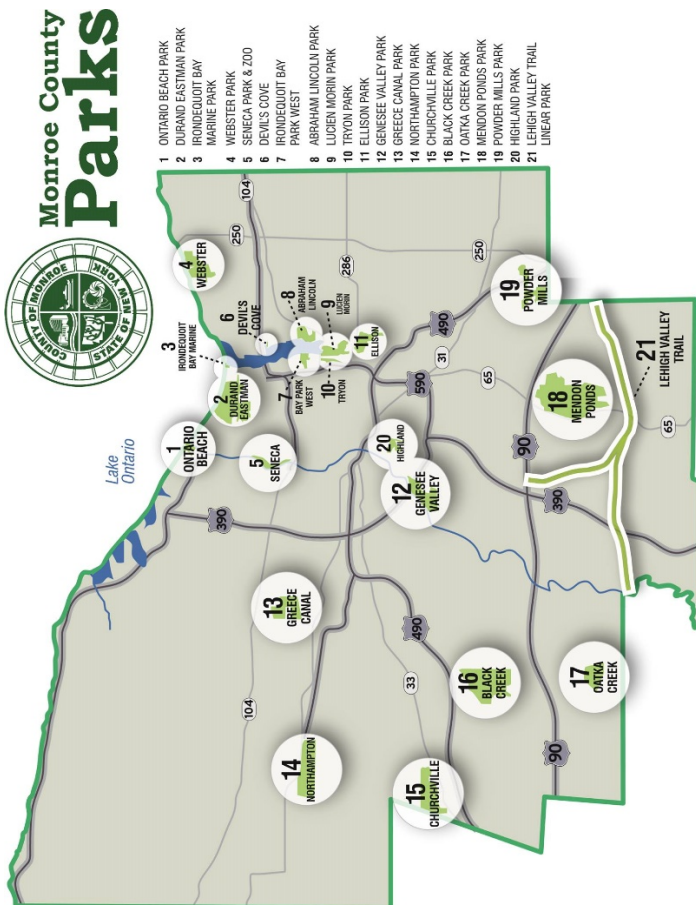 Monroe County
Parks
COUNTY OF MONROE
STATE OF NEW YORK
1 ONTARIO BEACH PARK
2 DURAND EASTMAN PARK
3 IRONDEQUOIT BAY
MARINE PARK
4 WEBSTER PARK
5 SENECA PARK & ZOO
6 DEVIL'S COVE
7 IRONDEQUOIT BAY
PARK WEST
8 ABRAHAM LINCOLN PARK
9 LUCIEN MORIN PARK
10 TRYON PARK
11 ELLISON PARK
12 GENESEE VALLEY PARK
13 GREECE CANAL PARK
14 NORTHAMPTON PARK
15 CHURCHVILLE PARK
16 BLACK CREEK PARK
17 OATKA CREEK PARK
18 MENDON PONDS PARK
19 POWDER MILLS PARK
20 HIGHLAND PARK
21 LEHIGH VALLEY TRAIL
LINEAR PARK
Lake
Ontario
1
ONTARIO
BEACH
2
DURAND
EASTMAN
3
IRONDEQUOIT
BAY MARINE
4
WEBSTER
5
SENECA
6
DEVIL'S
COVE
7
BAY PARK
WEST
8
ABRAHAM
LINCOLN
9
LUCIEN
MORIN
10
TRYON
11
ELLISON
12
GENESEE
VALLEY
13
GREECE
CANAL
14
NORTHAMPTON
15
CHURCHVILLE
16
BLACK
CREEK
17
OATKA
CREEK
18
MENDON
PONDS
19
POWDER
MILLS
20
HIGHLAND
21
LEHIGH VALLEY
TRAIL
104
250
286
250
104
390
490
31
590
65
33
490
90
390
65
90